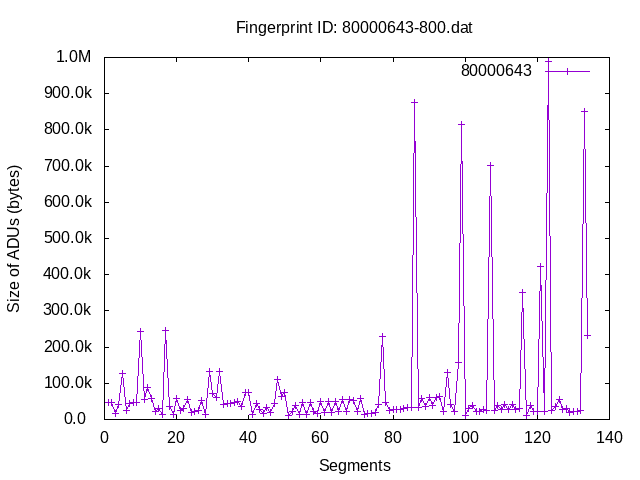 Fingerprint ID: 80000643-800.dat
1.0M
80000643
900.0k
800.0k
700.0k
600.0k
500.0k
400.0k
300.0k
200.0k
100.0k
0.0
Size of ADUs (bytes)
0 20 40 60 80 100 120 140
Segments